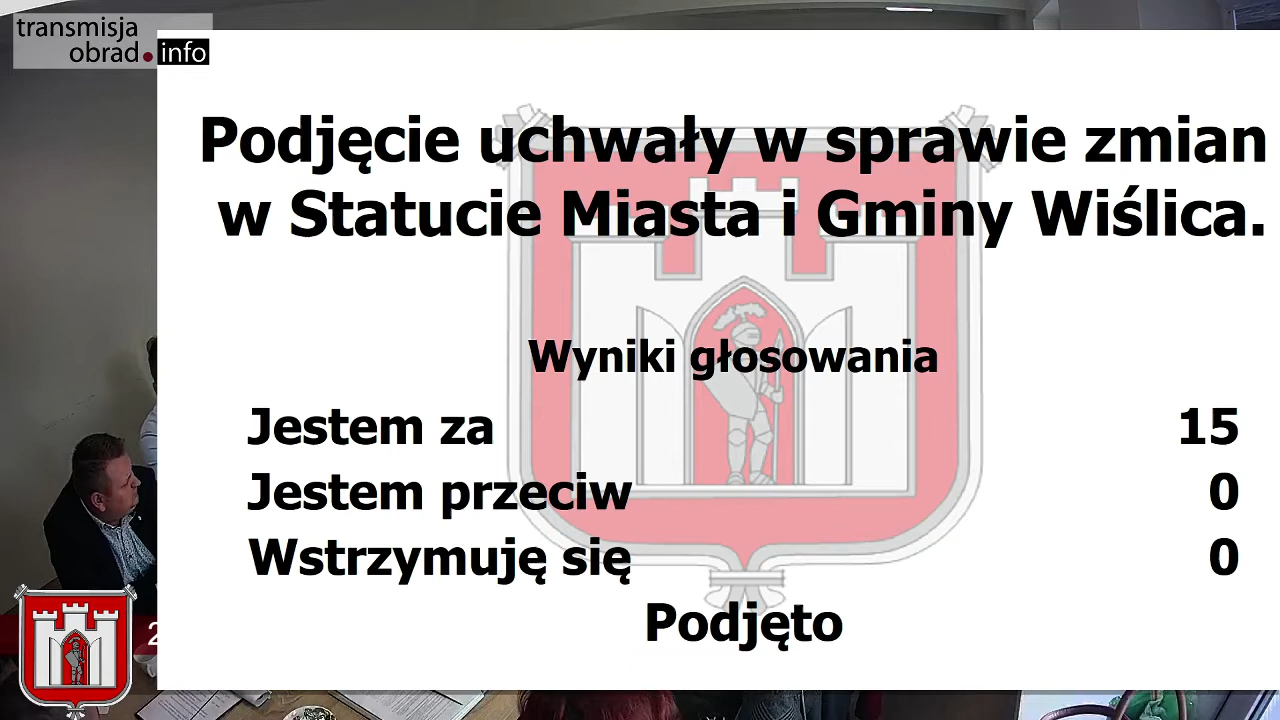 transmisja
obrad.info
Podjęcie uchwały w sprawie zmian
w Statucie Miasta i Gminy Wiślica.
Wyniki głosowania
Jestem za 15
Jestem przeciw 0
Wstrzymuję się 0
Podjęto
2